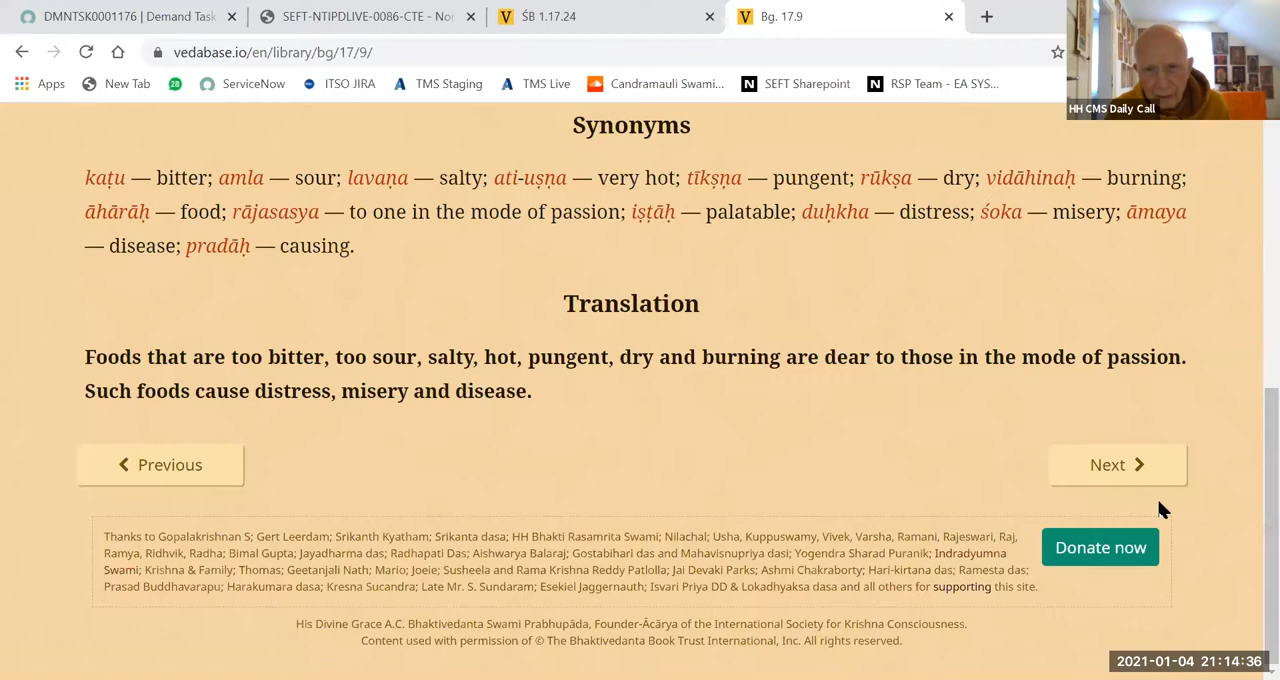 DMNTSK0001176 | Demand Task
SEFT-NTIPDLIVE-0086-CTE - Nor
ŚB 1.17.24
Bg. 17.9
vedabase.io/en/library/bg/17/9/
Apps
New Tab
28
ServiceNow
ITSO JIRA
TMS Staging
TMS Live
Candramauli Swami...
SEFT Sharepoint
RSP Team - EA SYS...
HH CMS Daily Call
Synonyms
kaṭu — bitter; amla — sour; lavaṇa — salty; ati-uṣṇa — very hot; tīkṣṇa — pungent; rūkṣa — dry; vidāhinaḥ — burning;
āhārāḥ — food; rājasasya — to one in the mode of passion; iṣṭāḥ — palatable; duḥkha — distress; śoka — misery; āmaya
— disease; pradāḥ — causing.
Translation
Foods that are too bitter, too sour, salty, hot, pungent, dry and burning are dear to those in the mode of passion.
Such foods cause distress, misery and disease.
Previous
Next
Thanks to Gopalakrishnan S; Gert Leerdam; Srikanth Kyatham; Srikanta dasa; HH Bhakti Rasamrita Swami; Nilachal; Usha, Kuppuswamy, Vivek, Varsha, Ramani, Rajeswari, Raj,
Ramya, Ridhvik, Radha; Bimal Gupta; Jayadharma das; Radhapati Das; Aishwarya Balaraj; Gostabihari das and Mahavisnupriya dasi; Yogendra Sharad Puranik; Indradyumna
Swami; Krishna & Family; Thomas; Geetanjali Nath; Mario; Joeie; Susheela and Rama Krishna Reddy Patlolla; Jai Devaki Parks; Ashmi Chakraborty; Hari-kirtana das; Ramesta das;
Prasad Buddhavarapu; Harakumara dasa; Kresna Sucandra; Late Mr. S. Sundaram; Esekiel Jaggernauth; Isvari Priya DD & Lokadhyaksa dasa and all others for supporting this site.
Donate now
His Divine Grace A.C. Bhaktivedanta Swami Prabhupāda, Founder-Ācārya of the International Society for Krishna Consciousness.
Content used with permission of © The Bhaktivedanta Book Trust International, Inc. All rights reserved.
2021-01-04 21:14:36